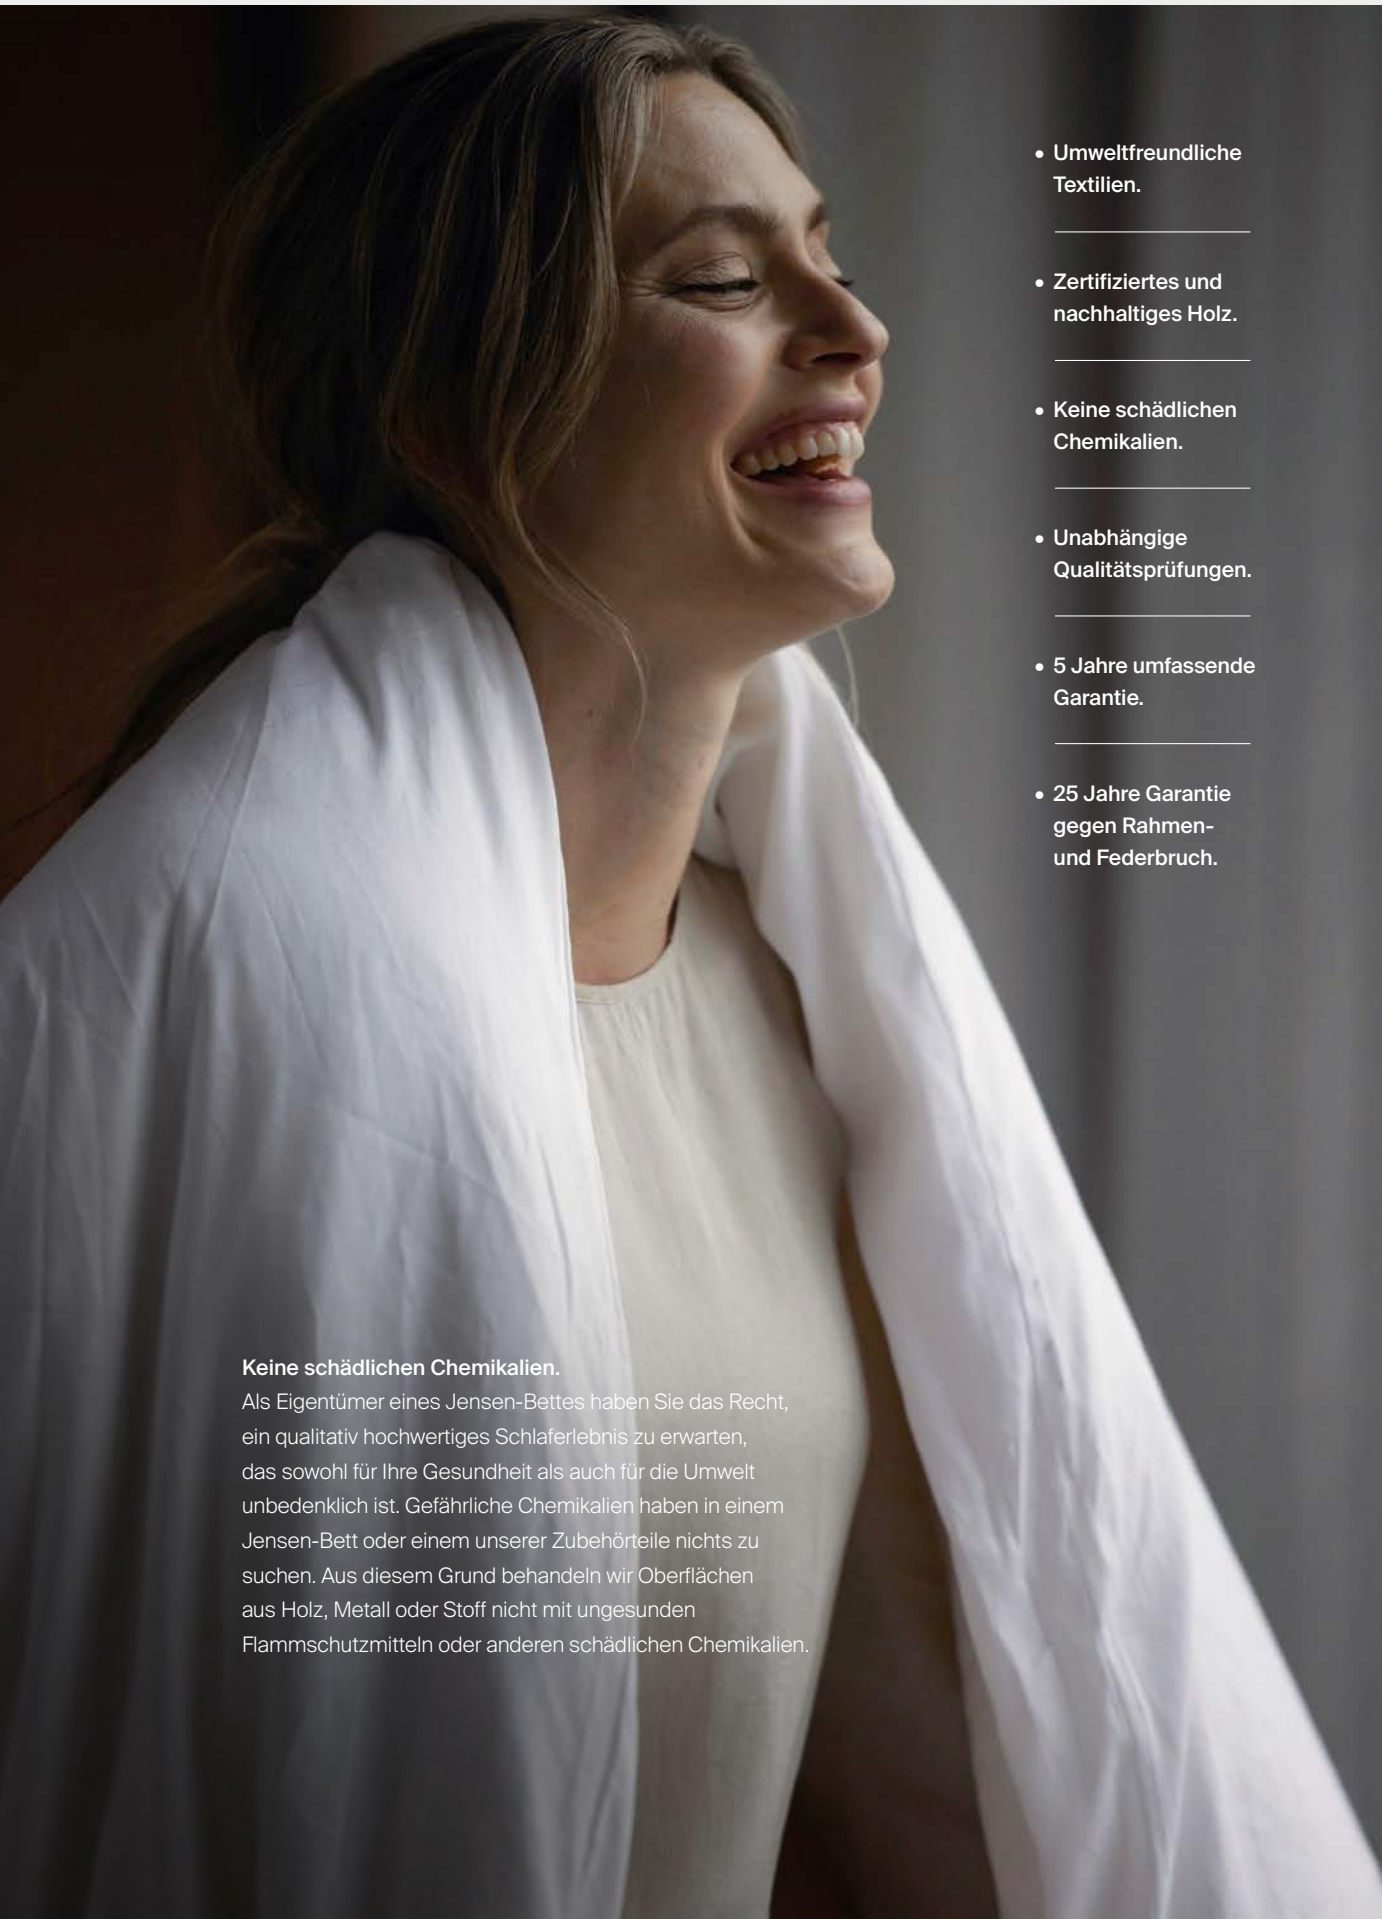 • Umweltfreundliche
Textilien.
• Zertifiziertes und
nachhaltiges Holz.
• Keine schädlichen
Chemikalien.
• Unabhängige
Qualitätsprüfungen.
• 5 Jahre umfassende
Garantie.
• 25 Jahre Garantie
gegen Rahmen-
und Federbruch.
Keine schädlichen Chemikalien.
Als Eigentümer eines Jensen-Bettes haben Sie das Recht,
ein qualitativ hochwertiges Schlaferlebnis zu erwarten,
das sowohl für Ihre Gesundheit als auch für die Umwelt
unbedenklich ist. Gefährliche Chemikalien haben in einem
Jensen-Bett oder einem unserer Zubehörteile nichts zu
suchen. Aus diesem Grund behandeln wir Oberflächen
aus Holz, Metall oder Stoff nicht mit ungesunden
Flammschutzmitteln oder anderen schädlichen Chemikalien.